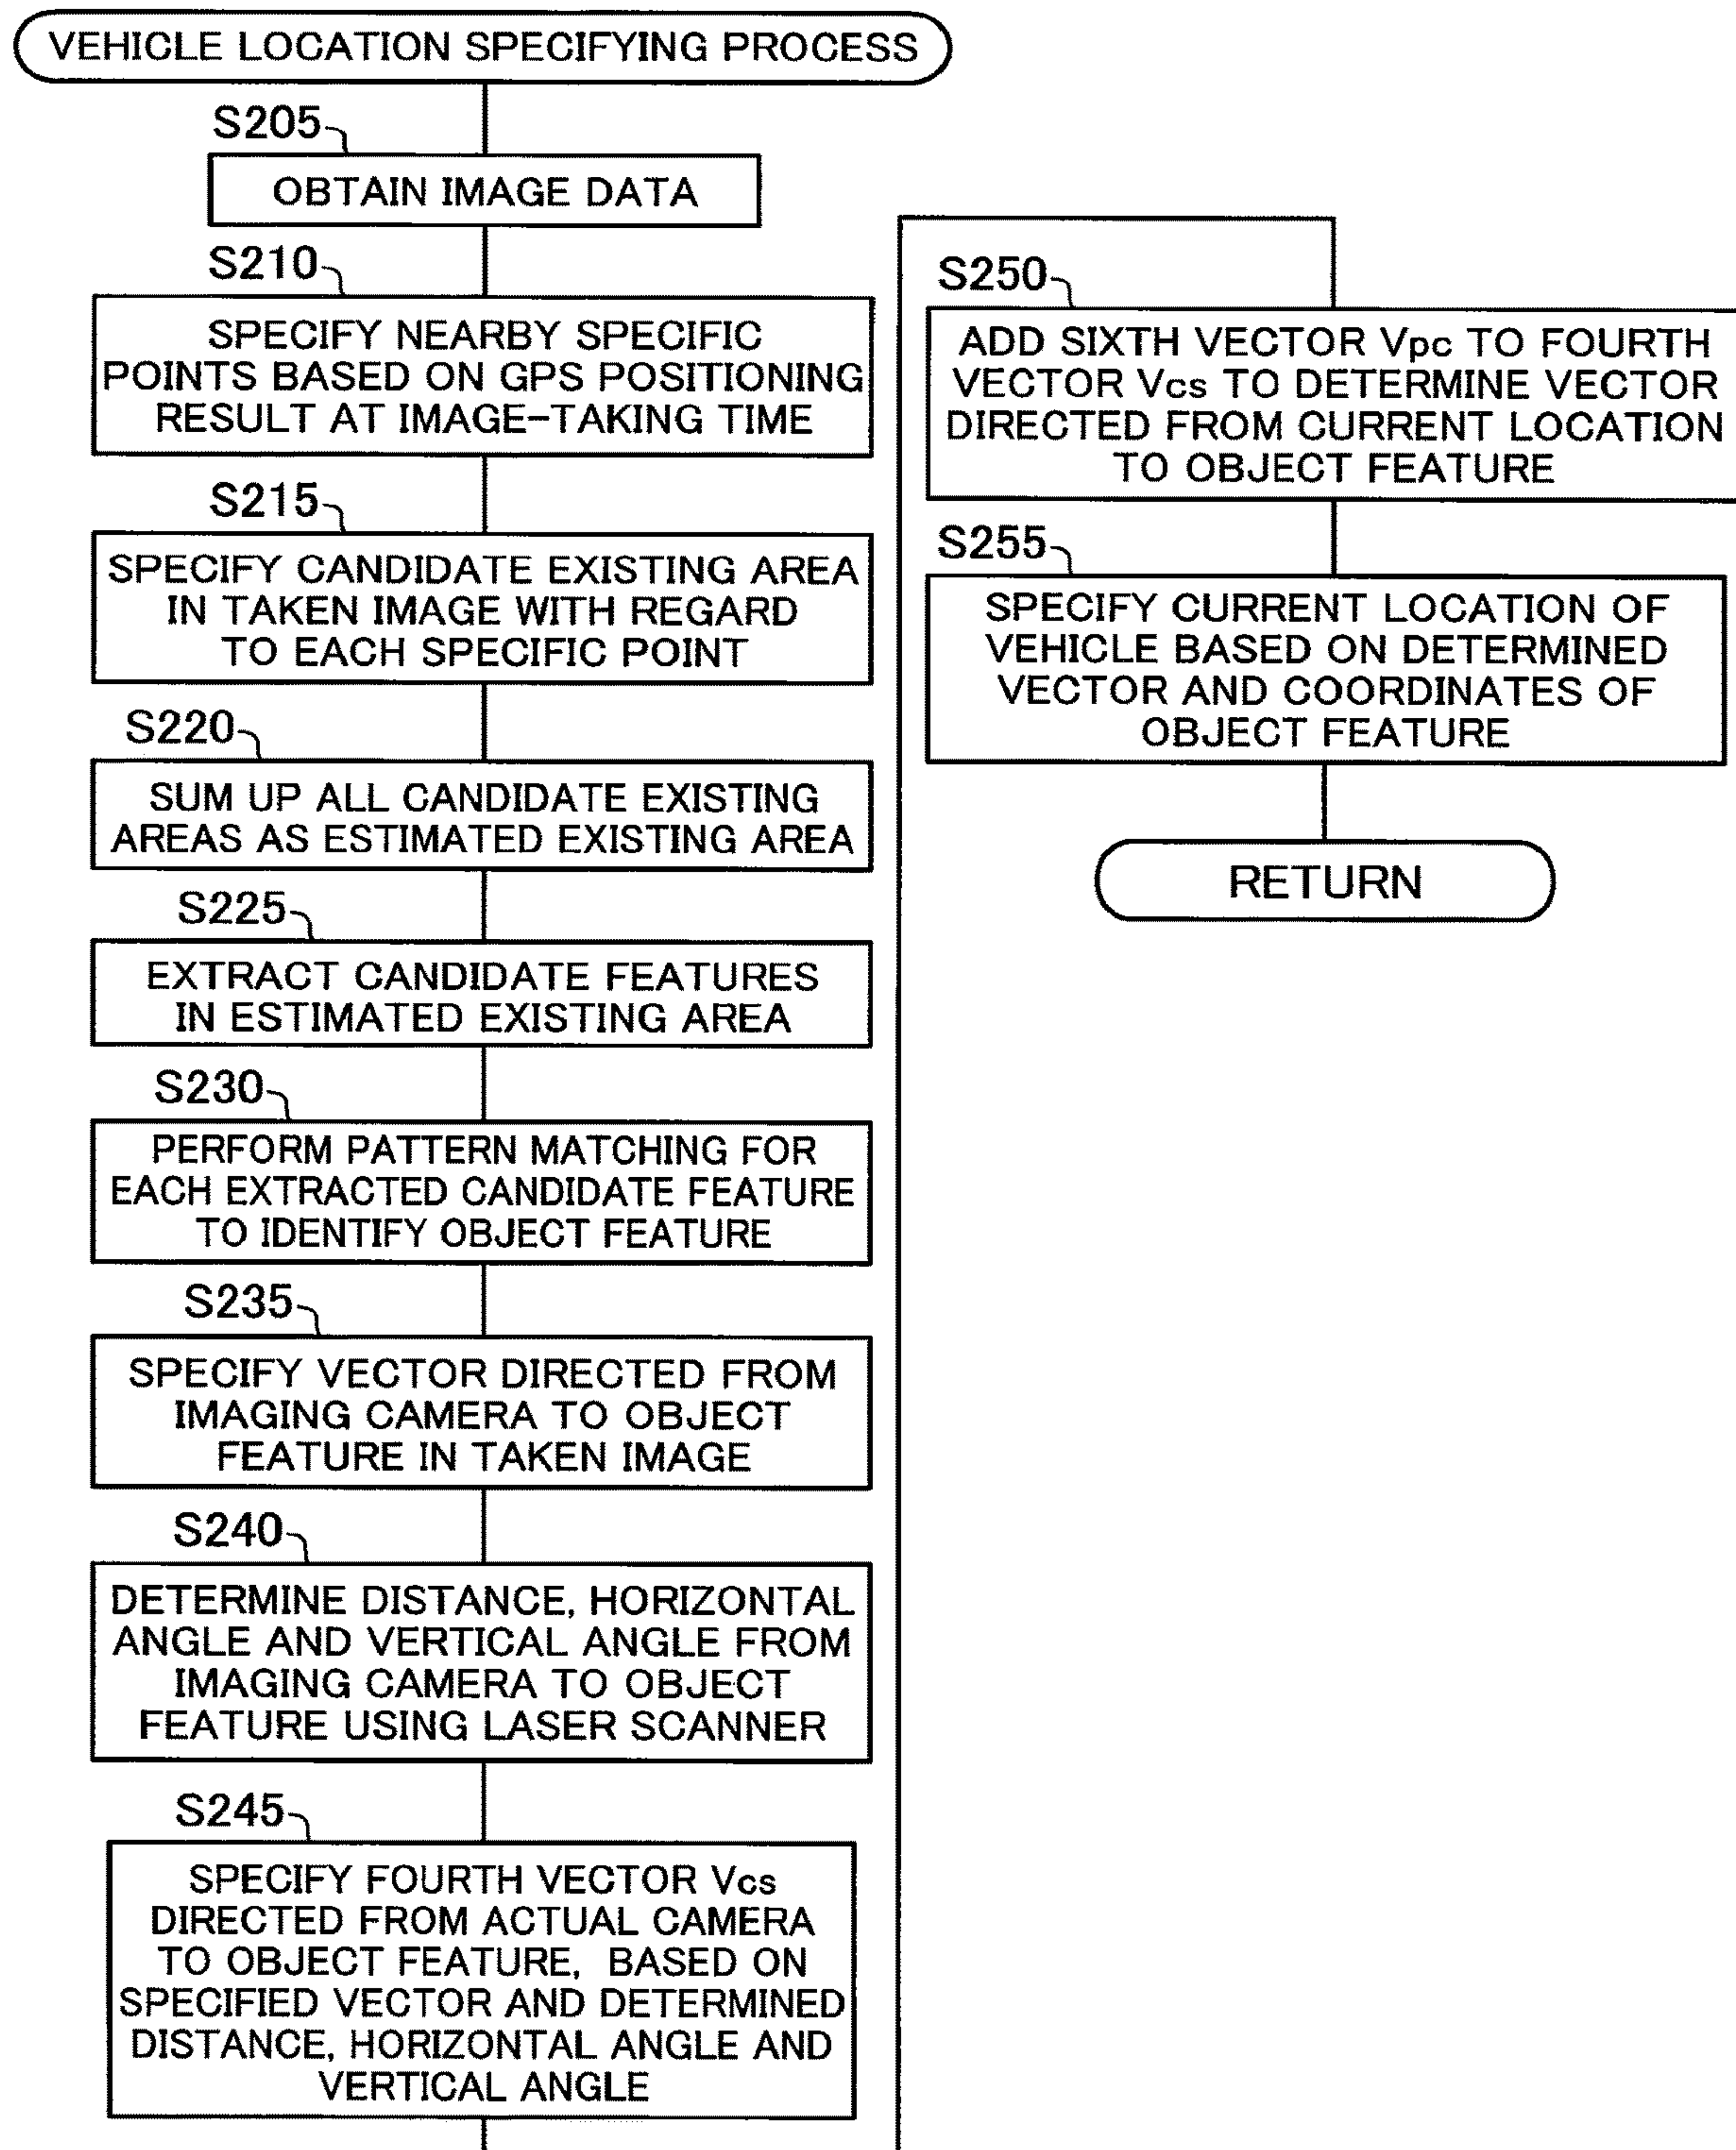 VEHICLE LOCATION SPECIFYING PROCESS
S205
OBTAIN IMAGE DATA
S210
SPECIFY NEARBY SPECIFIC
POINTS BASED ON GPS POSITIONING
RESULT AT IMAGE-TAKING TIME
S215
SPECIFY CANDIDATE EXISTING AREA
IN TAKEN IMAGE WITH REGARD
TO EACH SPECIFIC POINT
S220
SUM UP ALL CANDIDATE EXISTING
AREAS AS ESTIMATED EXISTING AREA
S225
EXTRACT CANDIDATE FEATURES
IN ESTIMATED EXISTING AREA
S230
PERFORM PATTERN MATCHING FOR
EACH EXTRACTED CANDIDATE FEATURE
TO IDENTIFY OBJECT FEATURE
S235
SPECIFY VECTOR DIRECTED FROM
IMAGING CAMERA TO OBJECT
FEATURE IN TAKEN IMAGE
S240
DETERMINE DISTANCE, HORIZONTAL
ANGLE AND VERTICAL ANGLE FROM
IMAGING CAMERA TO OBJECT
FEATURE USING LASER SCANNER
S245
SPECIFY FOURTH VECTOR Vcs
DIRECTED FROM ACTUAL CAMERA
TO OBJECT FEATURE, BASED ON
SPECIFIED VECTOR AND DETERMINED
DISTANCE, HORIZONTAL ANGLE AND
VERTICAL ANGLE
S250
ADD SIXTH VECTOR Vpc TO FOURTH
VECTOR Vcs TO DETERMINE VECTOR
DIRECTED FROM CURRENT LOCATION
TO OBJECT FEATURE
S255
SPECIFY CURRENT LOCATION OF
VEHICLE BASED ON DETERMINED
VECTOR AND COORDINATES OF
OBJECT FEATURE
RETURN